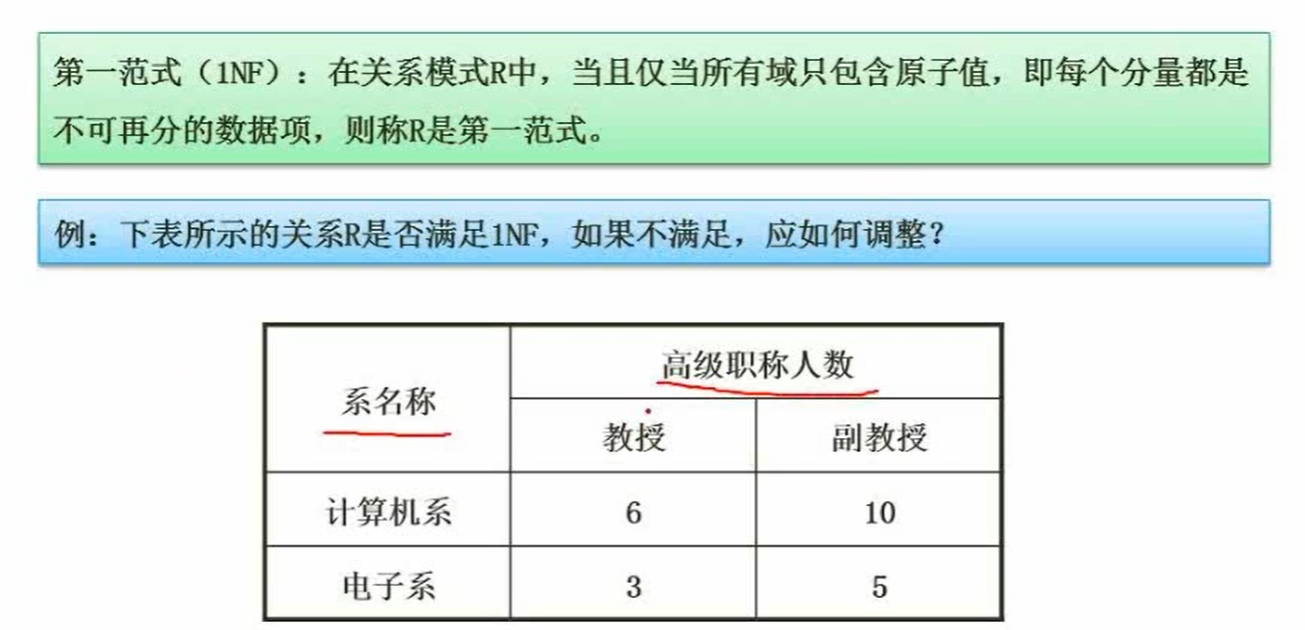 第一范式（1NF）：在关系模式R中，当且仅当所有域只包含原子值，即每个分量都是
不可再分的数据项，则称R是第一范式。
例：下表所示的关系R是否满足1NF，如果不满足，应如何调整？
系名称 高级职称人数
教授 副教授
计算机系 6 10
电子系 3 5